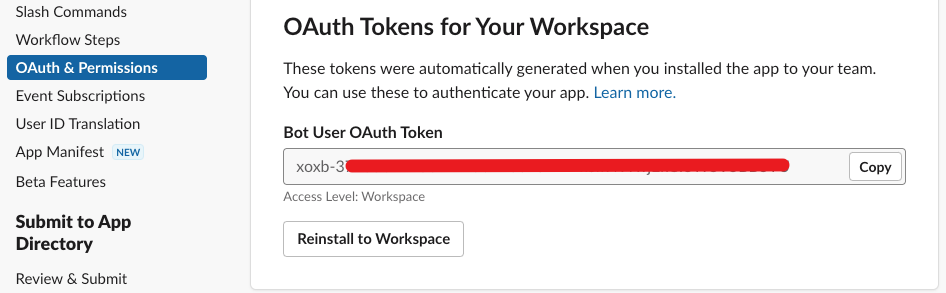 Slash Commands
Workflow Steps
OAuth & Permissions
Event Subscriptions
User ID Translation
App Manifest NEW
Beta Features
Submit to App
Directory
Review & Submit
OAuth Tokens for Your Workspace
These tokens were automatically generated when you installed the app to your team.
You can use these to authenticate your app. Learn more.
Bot User OAuth Token
xoxb-3
Copy
Access Level: Workspace
Reinstall to Workspace